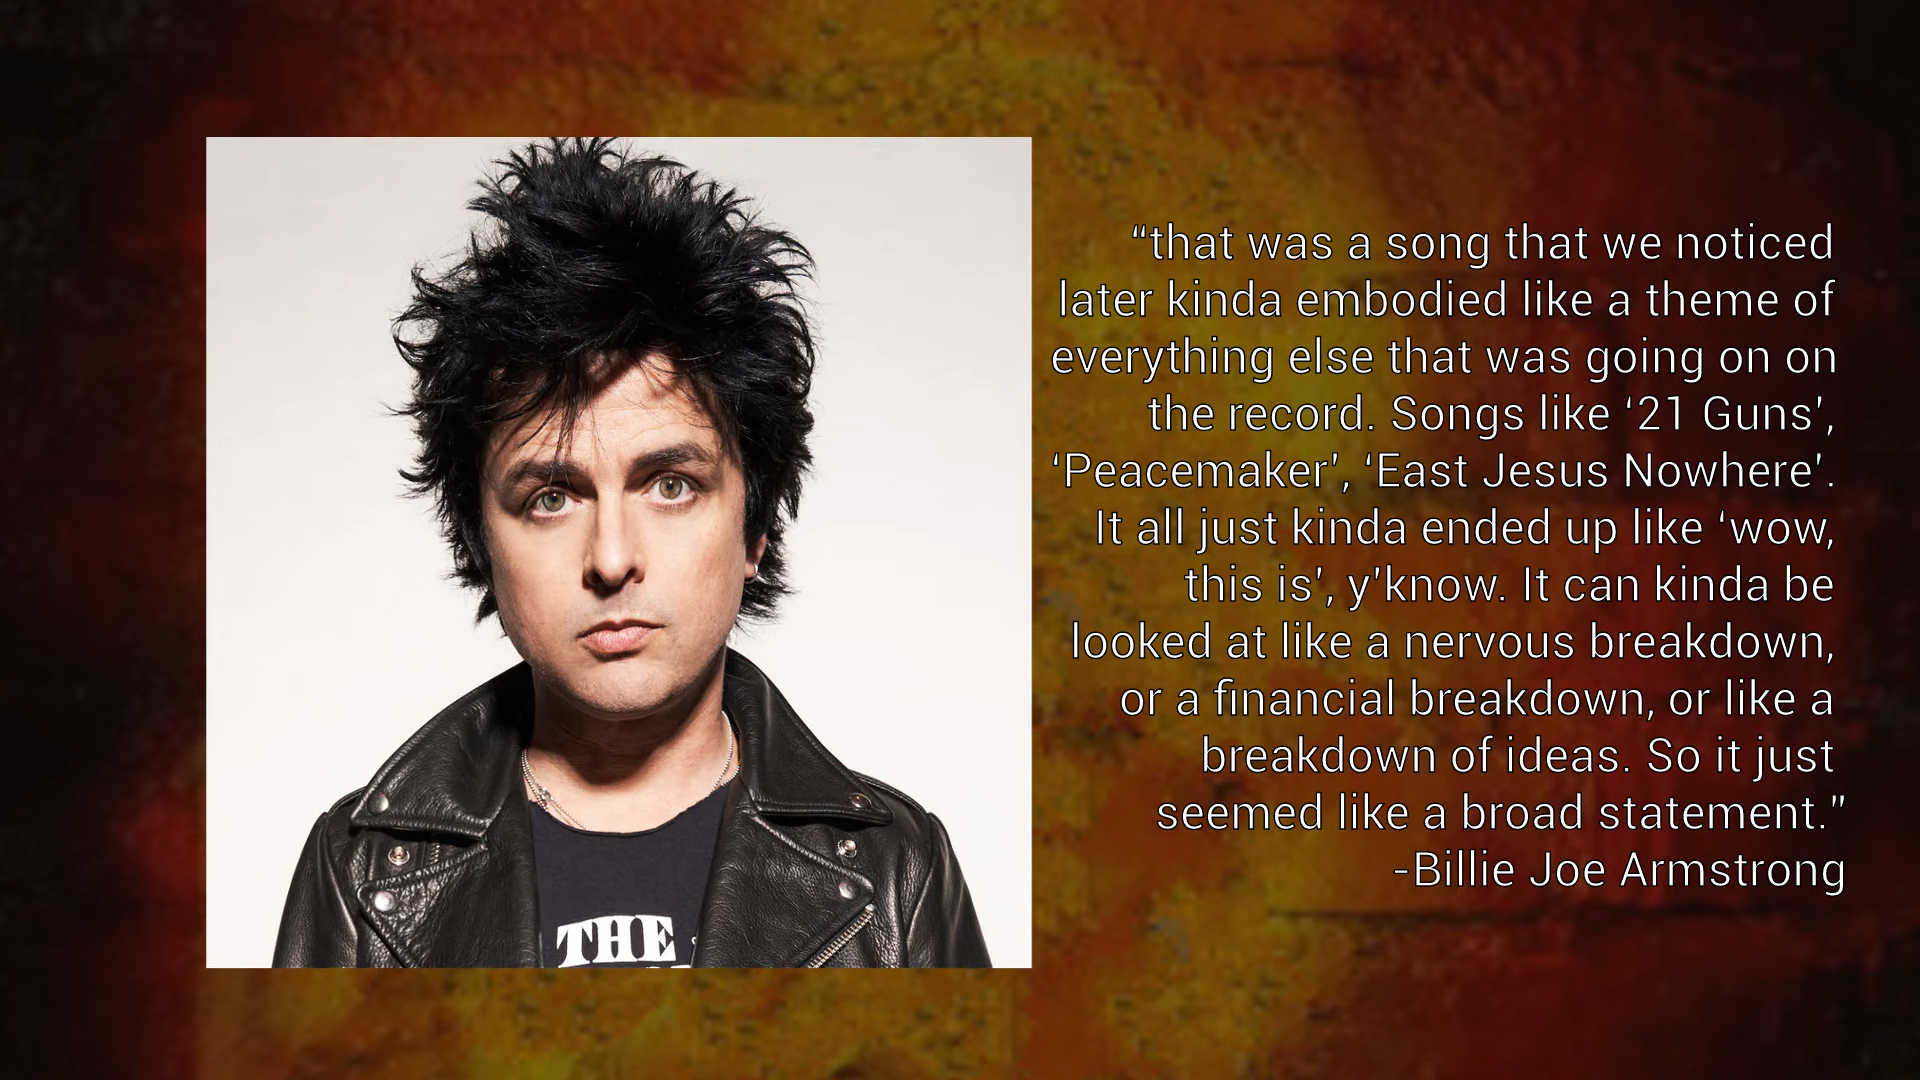 “that was a song that we noticed
later kinda embodied like a theme of
everything else that was going on on
the record. Songs like ‘21 Guns’,
‘Peacemaker’, ‘East Jesus Nowhere’.
It all just kinda ended up like ‘wow,
this is’, y’know. It can kinda be
looked at like a nervous breakdown,
or a financial breakdown, or like a
breakdown of ideas. So it just
seemed like a broad statement.”
-Billie Joe Armstrong
THE